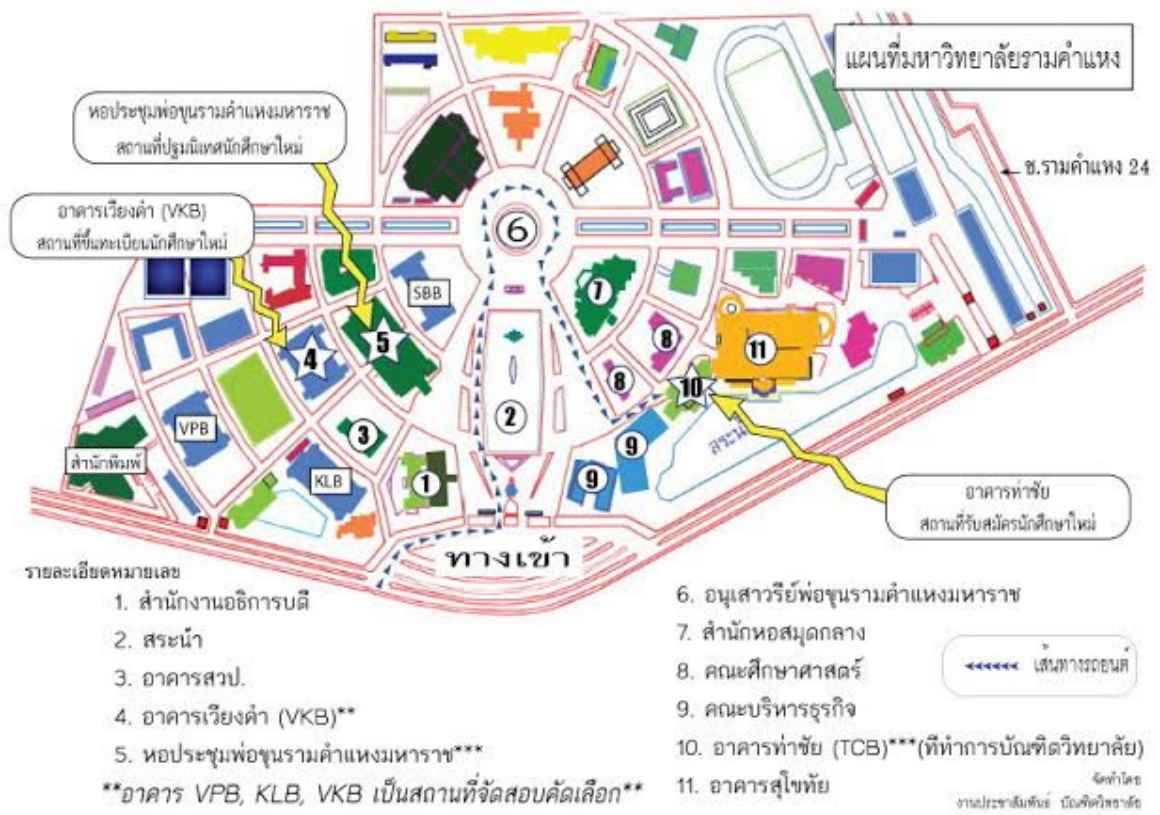 แผนที่มหาวิทยาลัยรามคำแหง
หอประชุมพ่อขุนรามคำแหงมหาราช
สถานที่ปฐมนิเทศนักศึกษาใหม่
ซ.รามคำแหง 24
อาคารเวียงคำ (VKB)
สถานที่ขึ้นทะเบียนนักศึกษาใหม่
6
SBB
7
5
4
8
11
8
10
2
VPB
3
สระน้ำ
9
สำนักพิมพ์
KLB
1
9
อาคารท่าชัย
สถานที่รับสมัครนักศึกษาใหม่
ทางเข้า
รายละเอียดหมายเลข
1. สำนักงานอธิการบดี
2. สระน้ำ
3. อาคารสวป.
4. อาคารเวียงคำ (VKB)**
5. หอประชุมพ่อขุนรามคำแหงมหาราช***
**อาคาร VPB, KLB, VKB เป็นสถานที่จัดสอบคัดเลือก**
6. อนุเสาวรีย์พ่อขุนรามคำแหงมหาราช
7. สำนักหอสมุดกลาง
8. คณะศึกษาศาสตร์
9. คณะบริหารธุรกิจ
10. อาคารท่าชัย (TCB)***(ที่ทำการบัณฑิตวิทยาลัย)
11. อาคารสุโขทัย
เส้นทางรถยนต์
จัดทำโดย
งานประชาสัมพันธ์ บัณฑิตวิทยาลัย